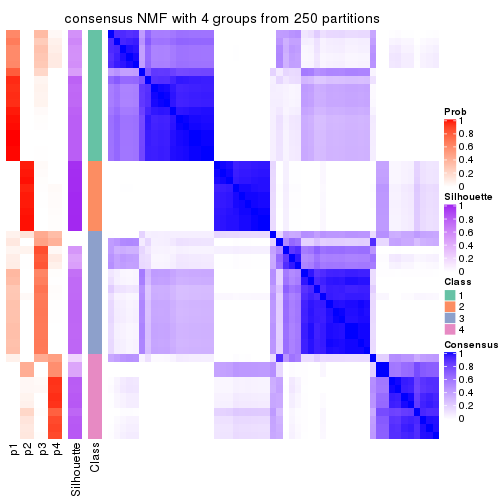 consensus NMF with 4 groups from 250 partitions
Prob
1
0.8
0.6
0.4
0.2
0
Silhouette
1
0.8
0.6
0.4
0.2
0
Class
1
2
3
4
Consensus
1
0.8
0.6
0.4
0.2
0
p1
p2
p3
p4
Silhouette
Class